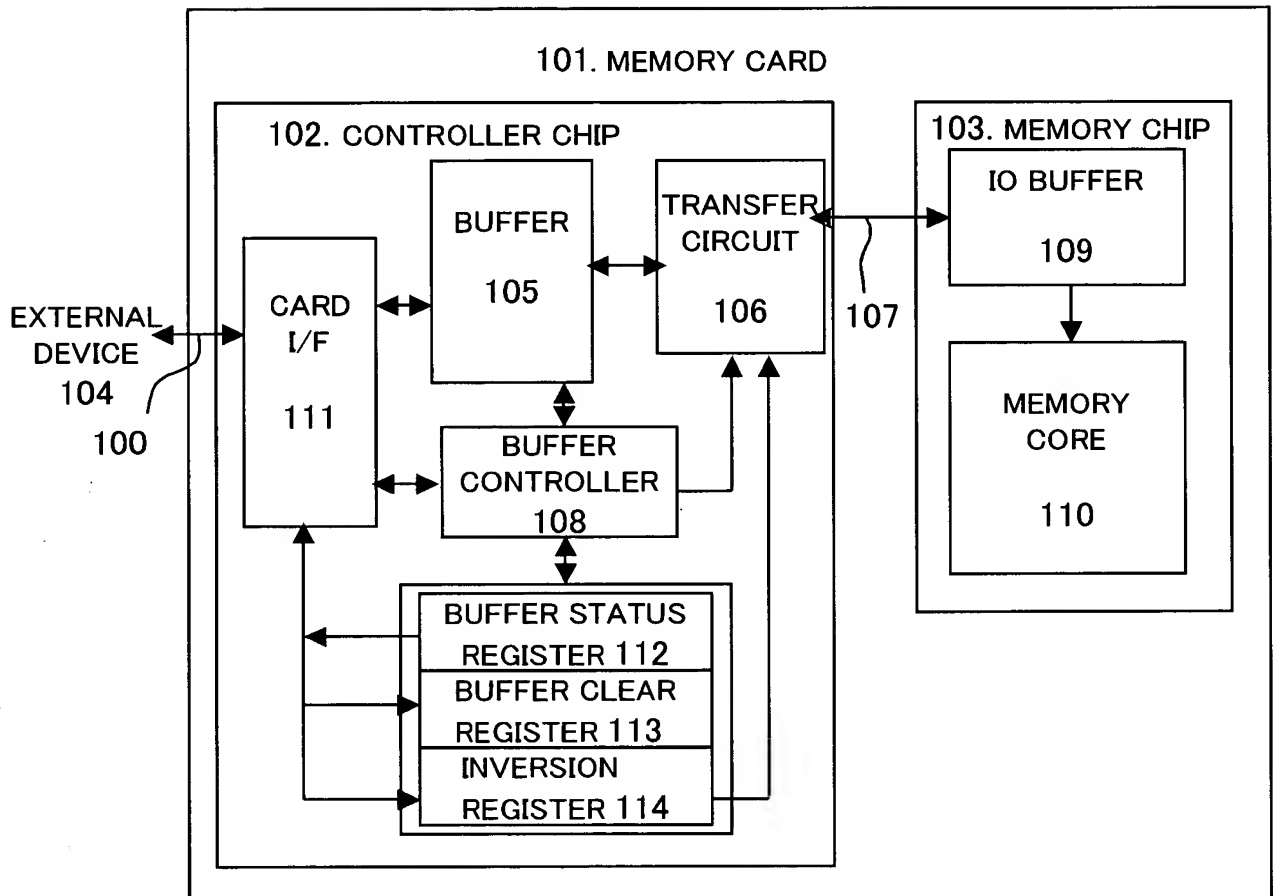 101. MEMORY CARD
102. CONTROLLER CHIP
103. MEMORY CHIP
BUFFER
105
TRANSFER
CIRCUIT
106
107
IO BUFFER
109
CARD
I/F
111
EXTERNAL
DEVICE
104
100
BUFFER
CONTROLLER
108
MEMORY
CORE
110
BUFFER STATUS
REGISTER 112
BUFFER CLEAR
REGISTER 113
INVERSION
REGISTER 114